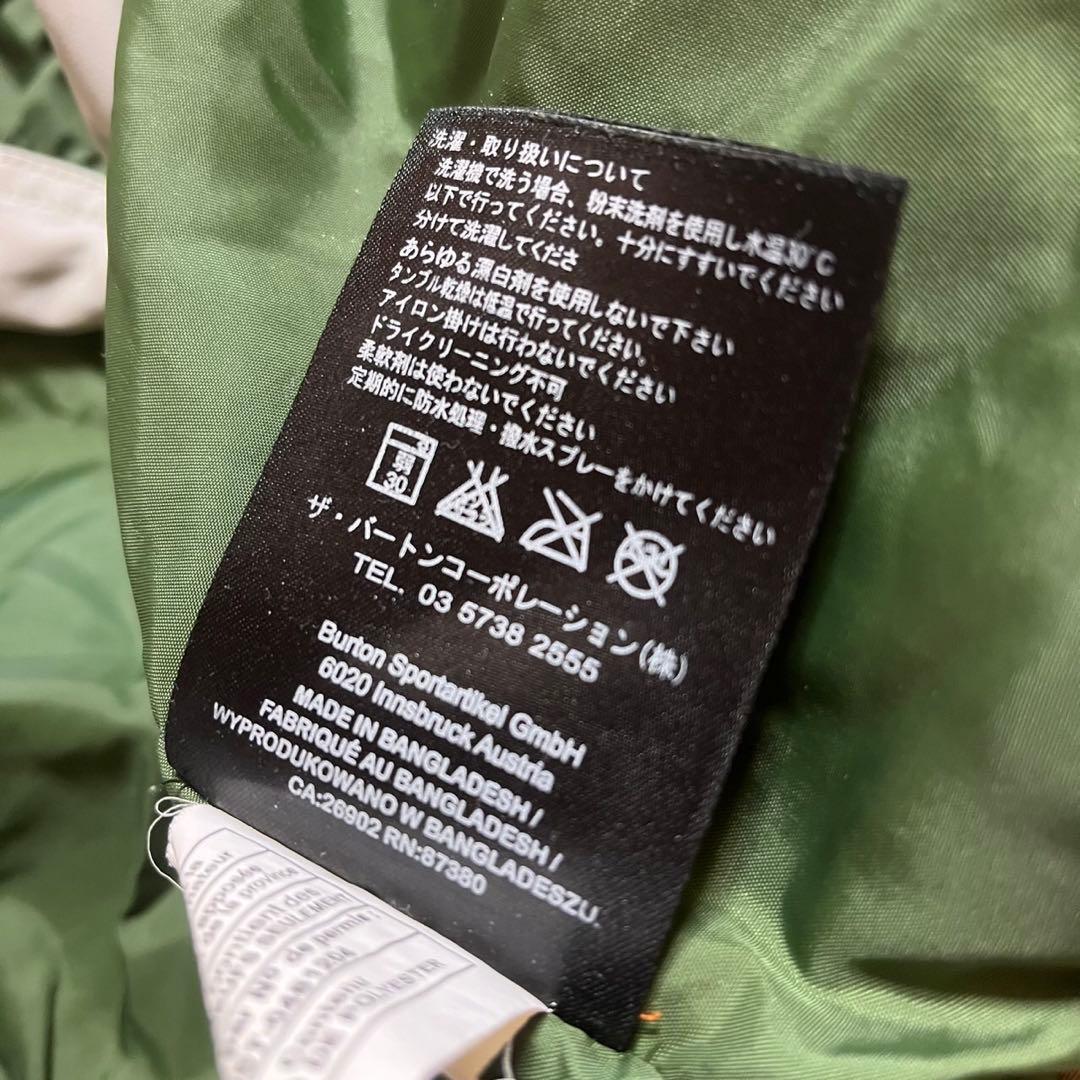 洗濯・取り扱いについて
洗濯機で洗う場合、粉末洗剤を使用し水温30℃
以下で行ってください。十分にすすいでください
分けて洗濯してくださ
あらゆる漂白剤を使用しないで下さい
タンブル乾燥は低温で行ってください。
アイロン掛けは行わないでください
ドライクリーニング不可
柔軟剤は使わないでください
定期的に防水処理・撥水スプレーをかけてください
弱
30
ザ・バートンコーポレーション(株)
TEL. 03 5738 2555
Burton Sportartikel GmbH
6020 Innsbruck Austria
MADE IN BANGLADESH /
FABRIQUÉ AU BANGLADESH /
WYPRODUKOWANO W BANGLADESZU.
CA:26902 RN:87380
province
SEULEMENT
No de permis
POLYESTER